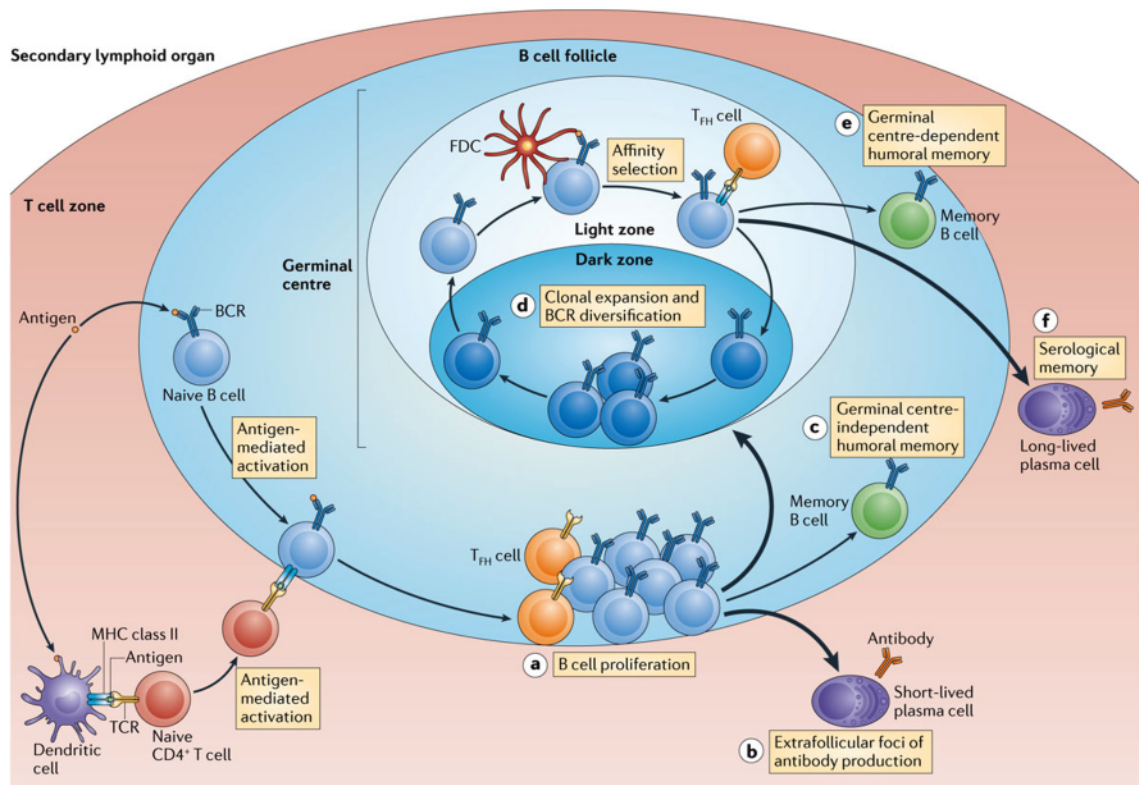 Secondary lymphoid organ
B cell follicle
T_FH cell
FDC
Affinity
selection
e
Germinal
centre-dependent
humoral memory
T cell zone
Memory
B cell
Light zone
Dark zone
Germinal
centre
d
Clonal expansion and
BCR diversification
Antigen
BCR
Naive B cell
f
Serological
memory
Long-lived
plasma cell
Antigen-
mediated
activation
c
Germinal centre-
independent
humoral memory
Memory
B cell
T_FH cell
MHC class II
Antigen
TCR
Dendritic
cell
Naive
CD4⁺ T cell
Antigen-
mediated
activation
a
B cell proliferation
Antibody
Short-lived
plasma cell
b
Extrafollicular foci of
antibody production